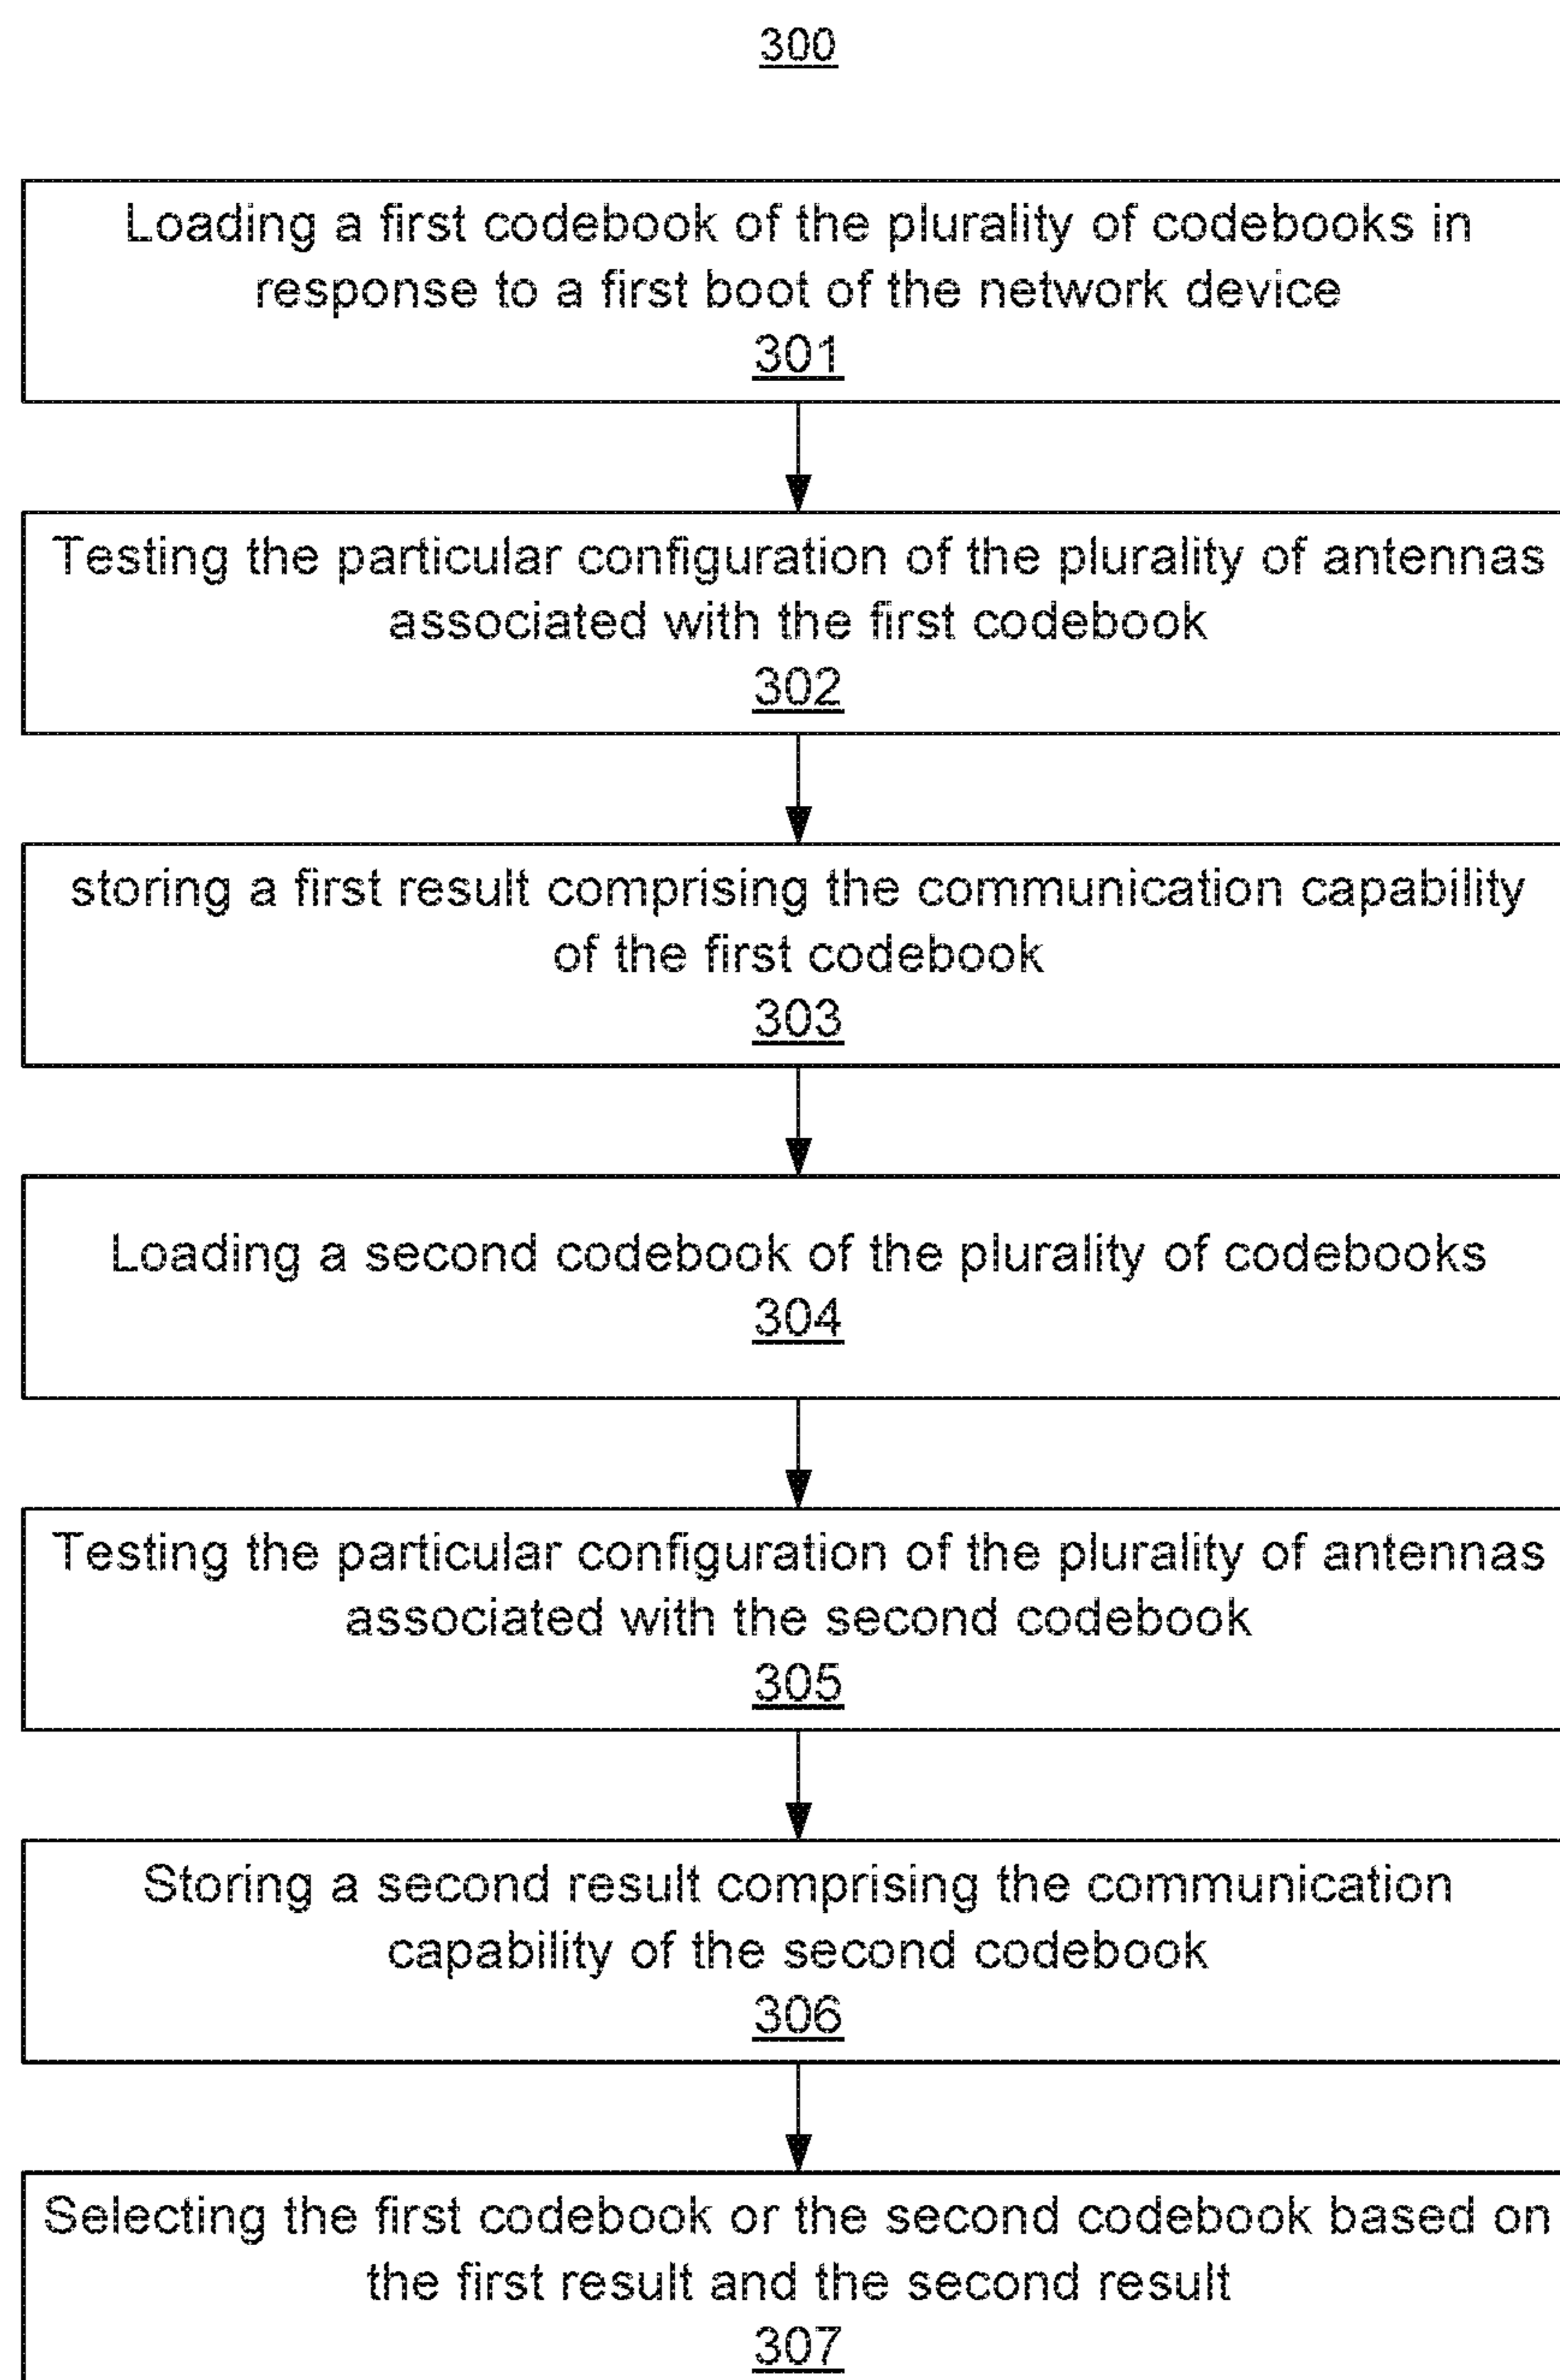 300
Loading a first codebook of the plurality of codebooks in
response to a first boot of the network device
301
Testing the particular configuration of the plurality of antennas
associated with the first codebook
302
storing a first result comprising the communication capability
of the first codebook
303
Loading a second codebook of the plurality of codebooks
304
Testing the particular configuration of the plurality of antennas
associated with the second codebook
305
Storing a second result comprising the communication
capability of the second codebook
306
Selecting the first codebook or the second codebook based on
the first result and the second result
307